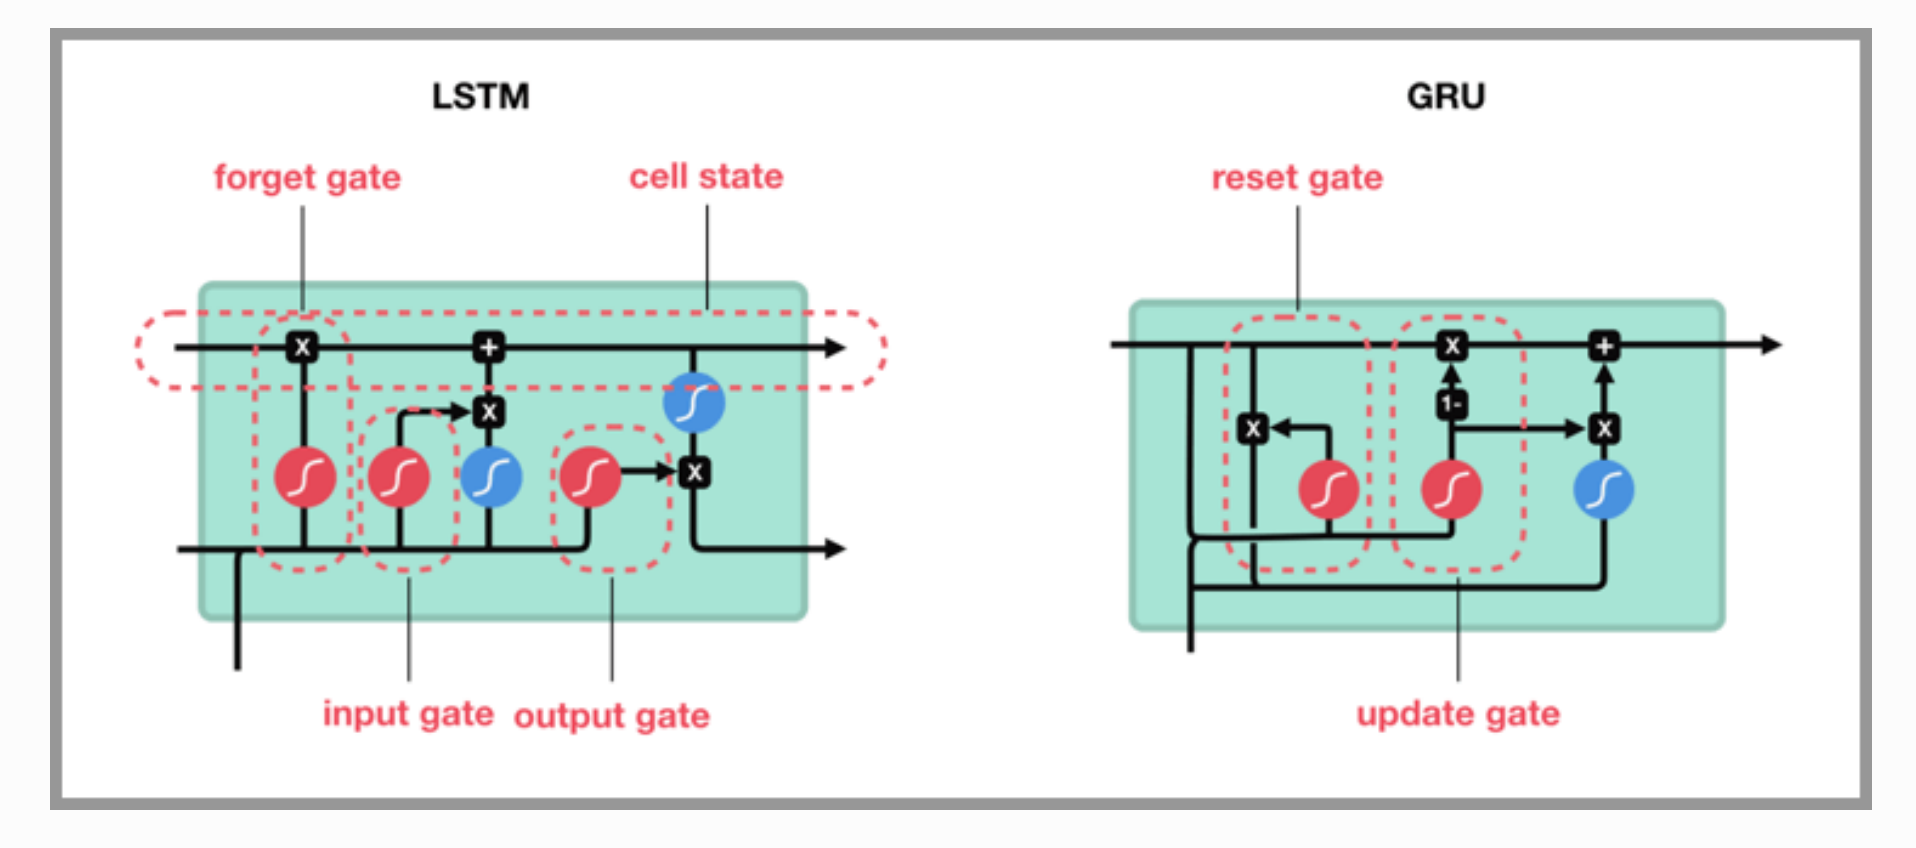 LSTM
GRU
forget gate
cell state
reset gate
X
+
X
+
X
X
1-
X
X
X
input gate
output gate
update gate